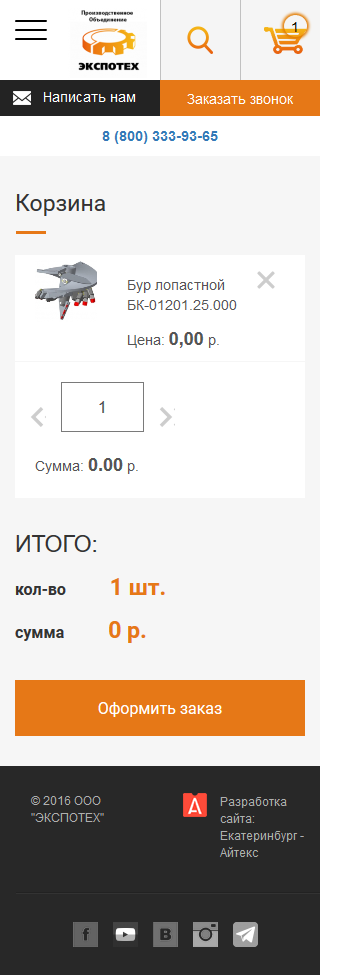 Производственное
Объединение
ЭКСПОТЕХ
1
Написать нам
Заказать звонок
8 (800) 333-93-65
Корзина
Бур лопастной
БК-01201.25.000
Цена: 0,00 р.
1
Сумма: 0.00 р.
ИТОГО:
кол-во 1 шт.
сумма 0 р.
Оформить заказ
© 2016 ООО
"ЭКСПОТЕХ"
Разработка
сайта:
Екатеринбург -
Айтекс